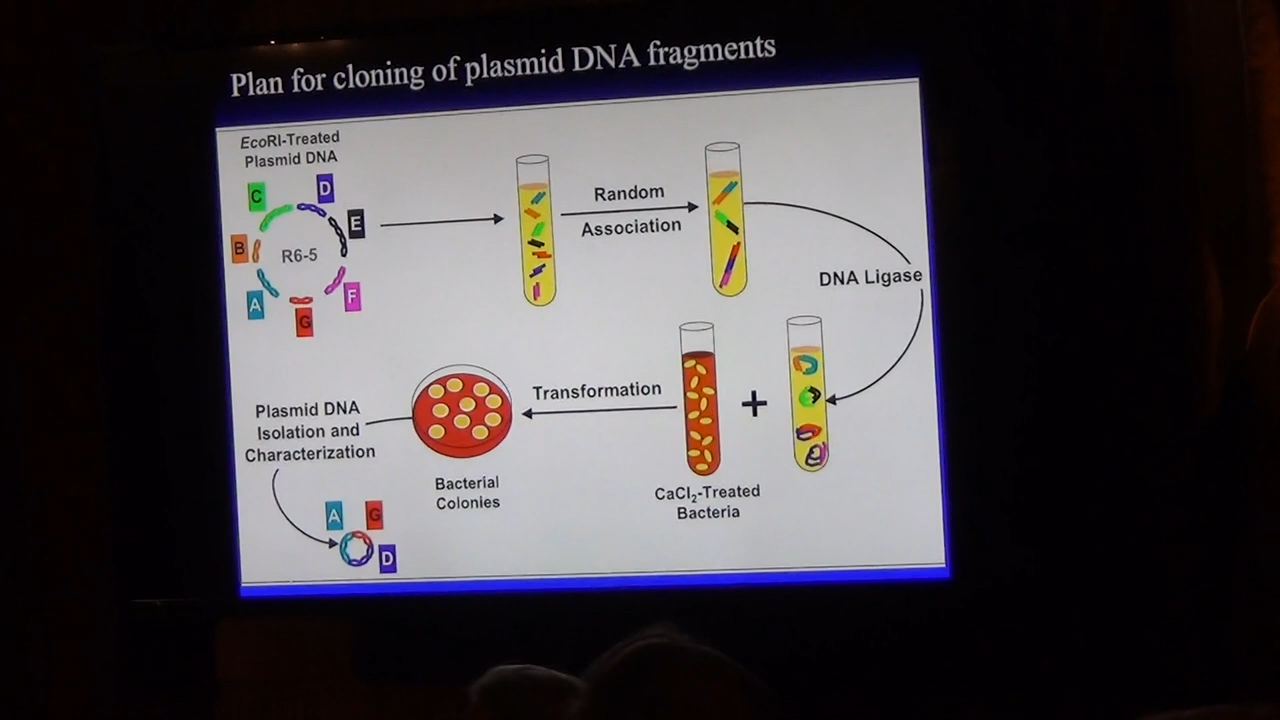 Plan for cloning of plasmid DNA fragments
EcoRI-Treated
Plasmid DNA
C
D
E
B
R6-5
A
F
G
Random
Association
DNA Ligase
Transformation
+
Plasmid DNA
Isolation and
Characterization
Bacterial
Colonies
CaCl₂-Treated
Bacteria
A
G
D